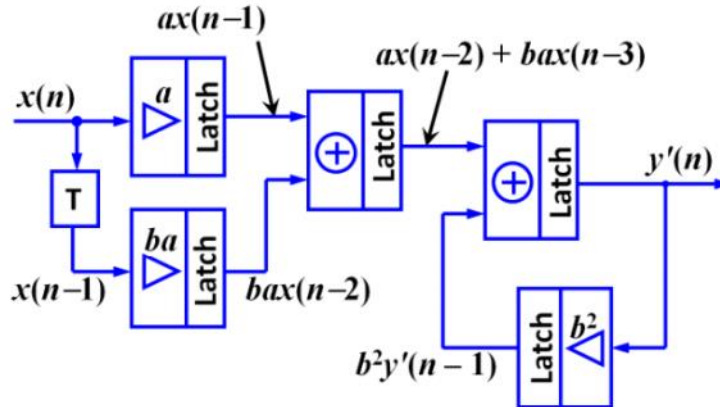 ax(n−1)
ax(n−2) + bax(n−3)
x(n)
a
Latch
+
Latch
+
Latch
y′(n)
T
ba
Latch
x(n−1)
bax(n−2)
Latch
b²
b²y′(n − 1)